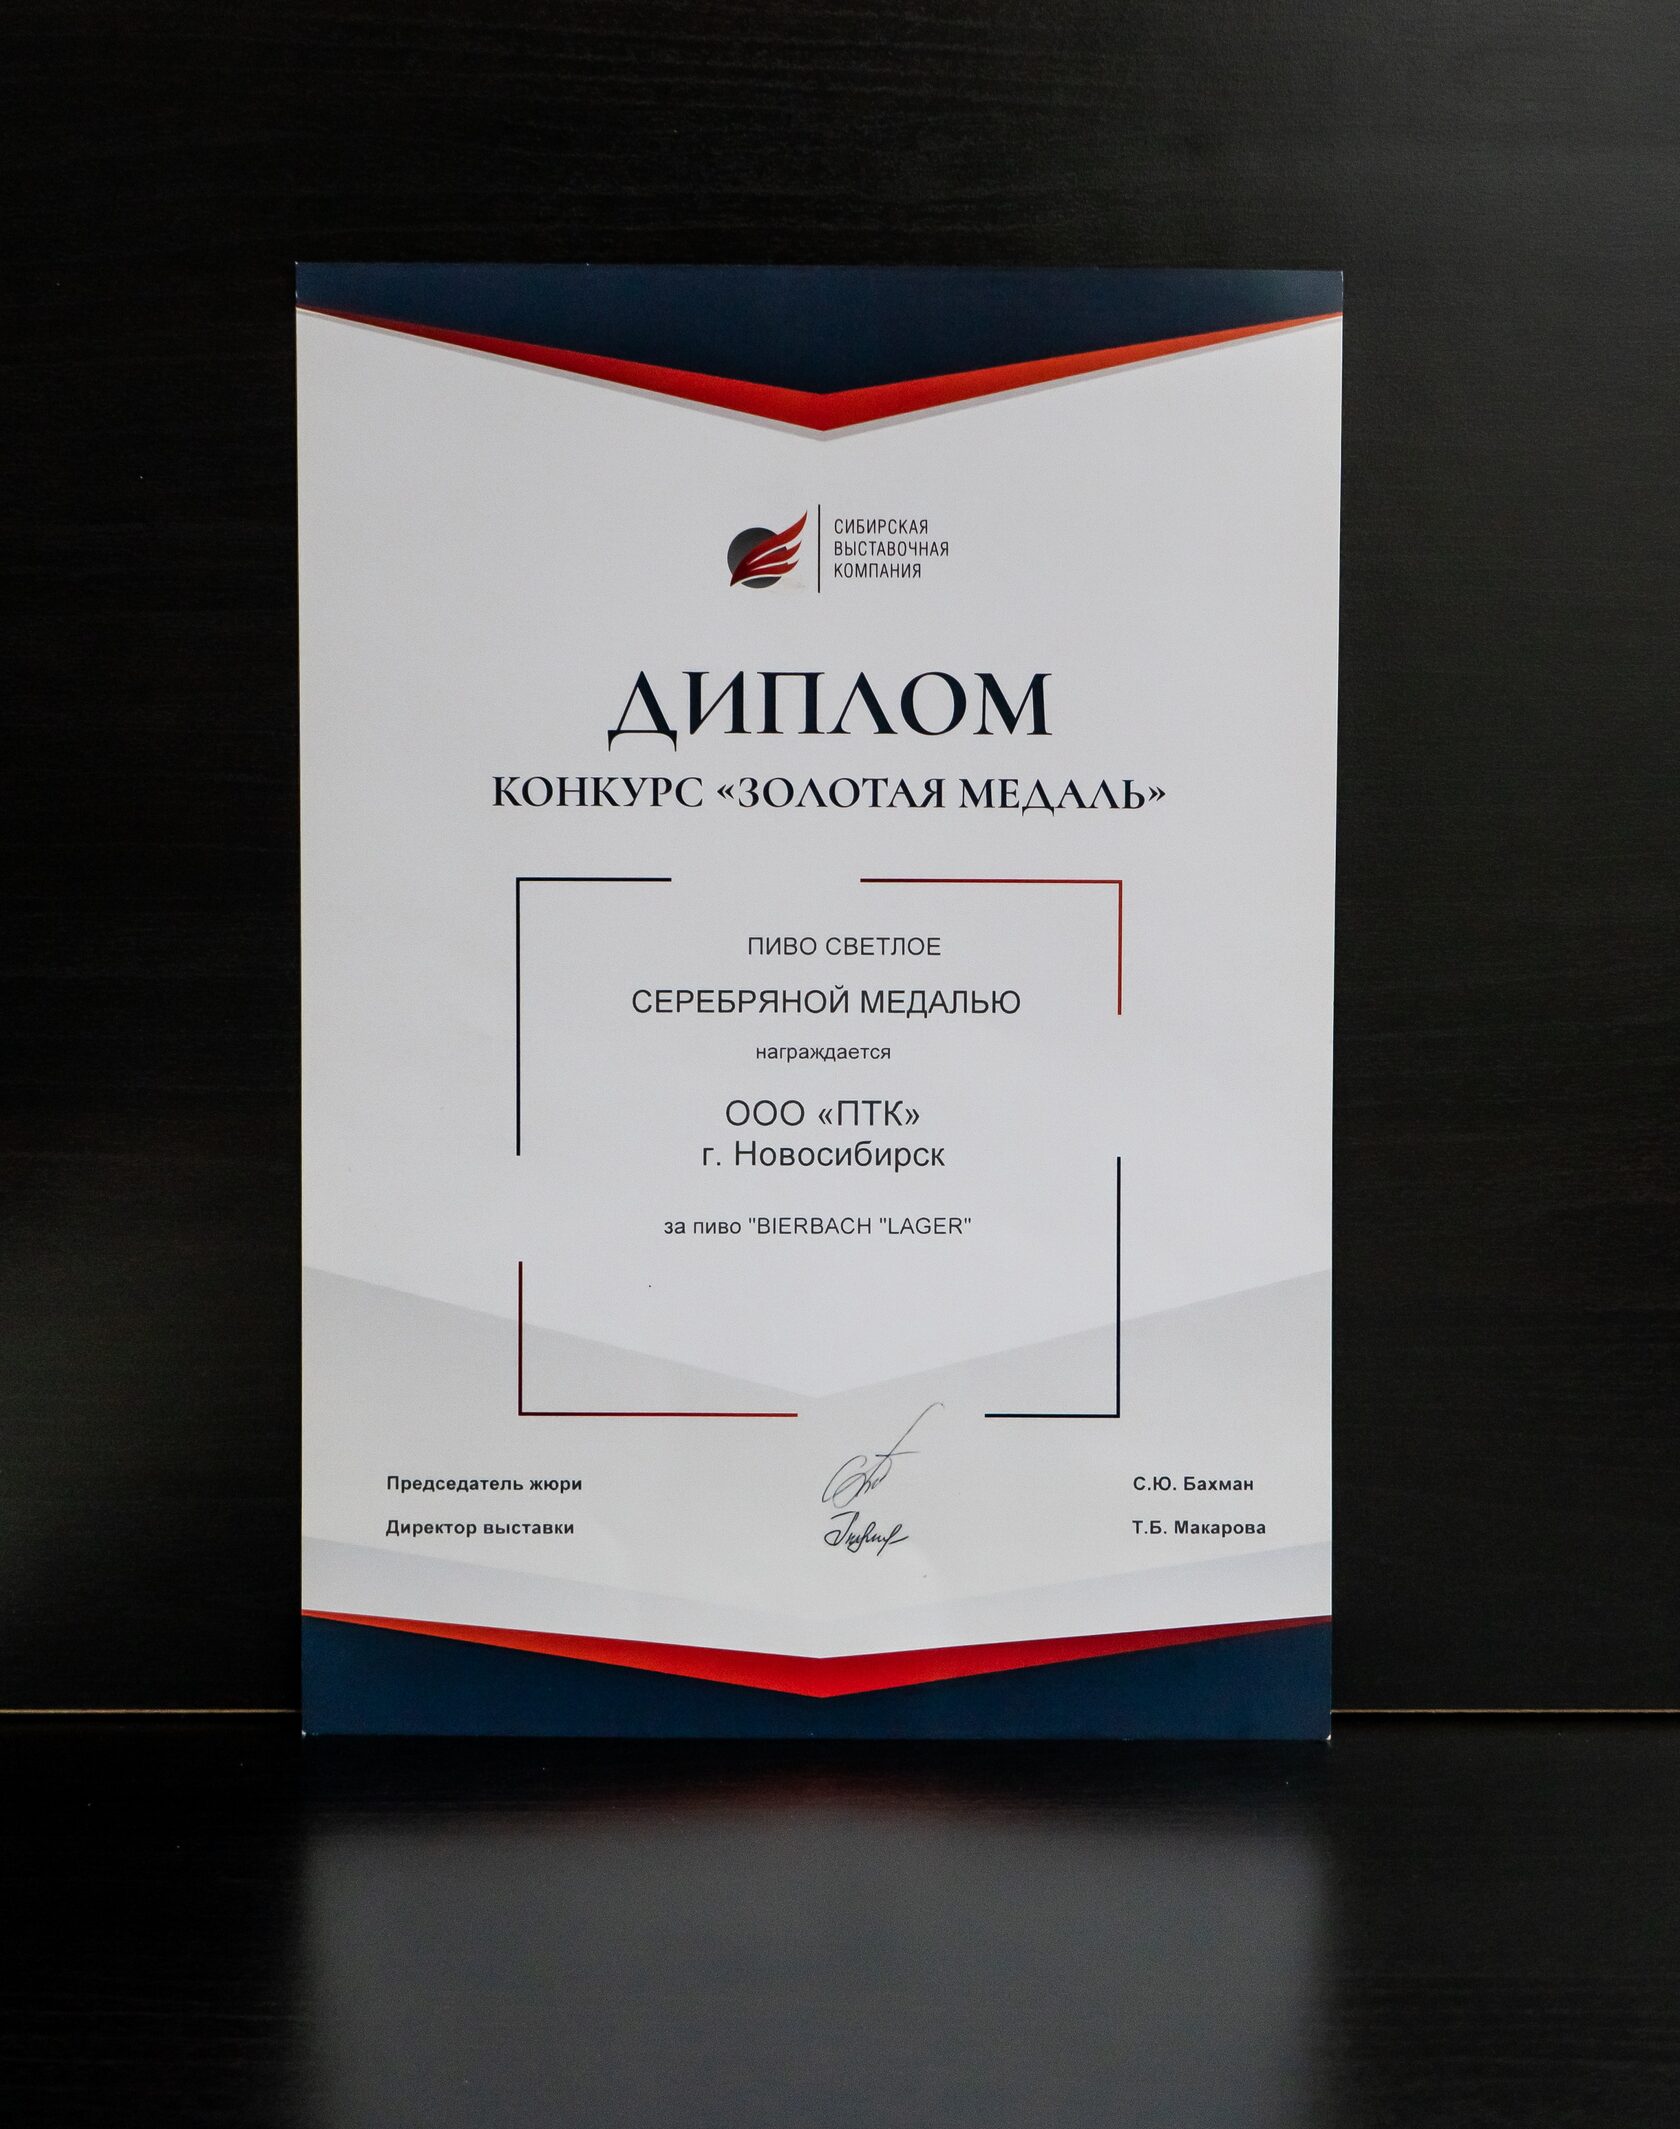 СИБИРСКАЯ
ВЫСТАВОЧНАЯ
КОМПАНИЯ
ДИПЛОМ
КОНКУРС «ЗОЛОТАЯ МЕДАЛЬ»
ПИВО СВЕТЛОЕ
СЕРЕБРЯНОЙ МЕДАЛЬЮ
награждается
ООО «ПТК»
г. Новосибирск
за пиво "BIERBACH "LAGER"
Председатель жюри С.Ю. Бахман
Директор выставки Т.Б. Макарова